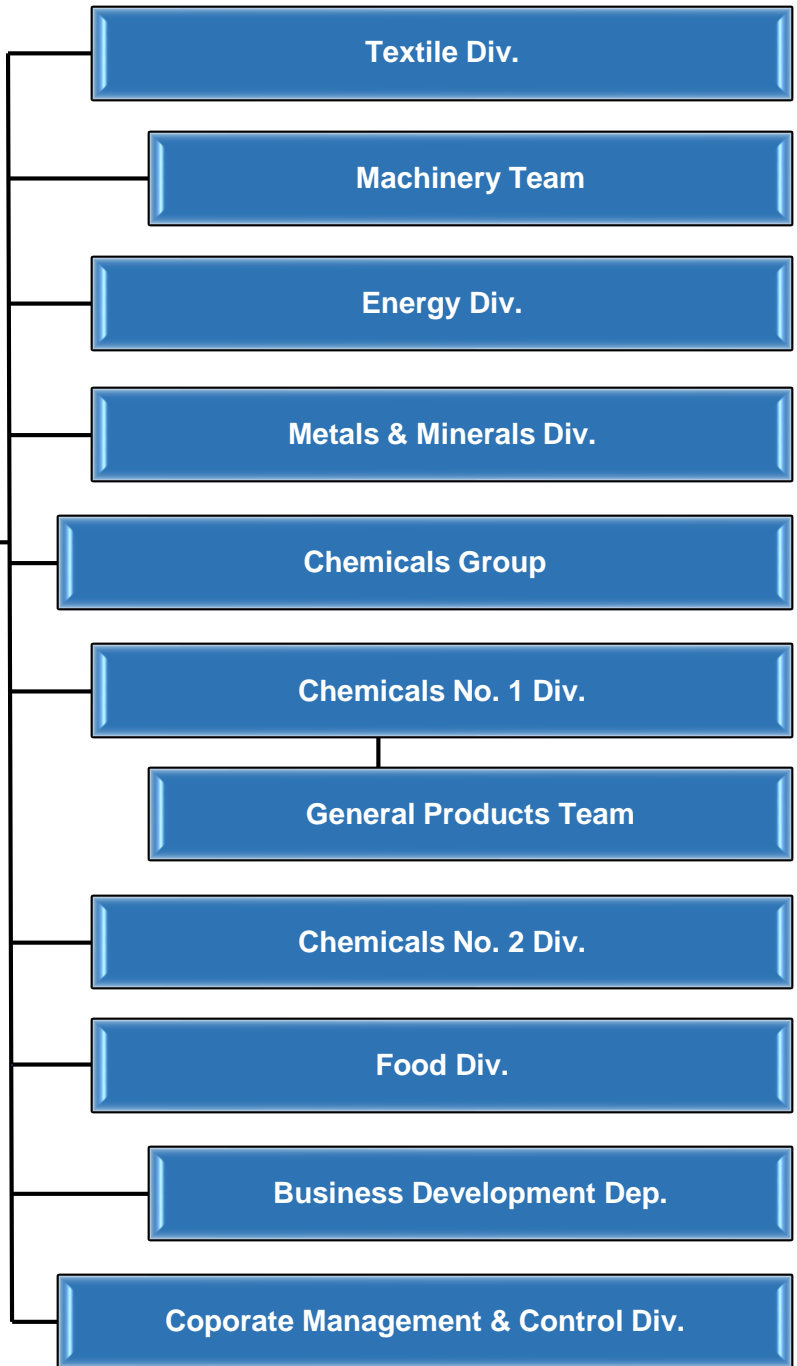 Textile Div.
Machinery Team
Energy Div.
Metals & Minerals Div.
Chemicals Group
Chemicals No. 1 Div.
General Products Team
Chemicals No. 2 Div.
Food Div.
Business Development Dep.
Coporate Management & Control Div.